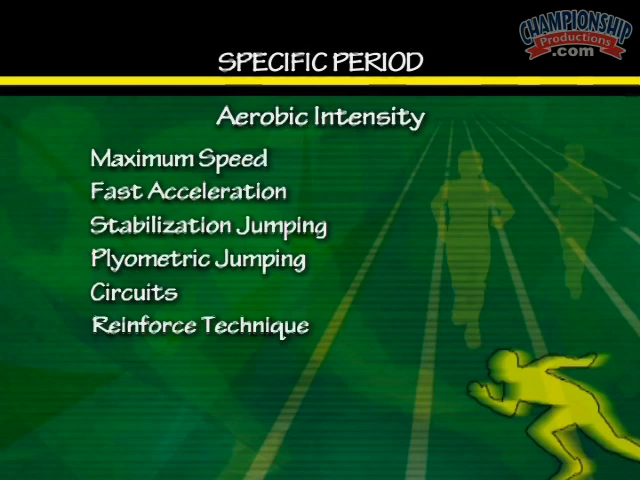 CHAMPIONSHIP
Productions
.com
SPECIFIC PERIOD
Aerobic Intensity
Maximum Speed
Fast Acceleration
Stabilization Jumping
Plyometric Jumping
Circuits
Reinforce Technique